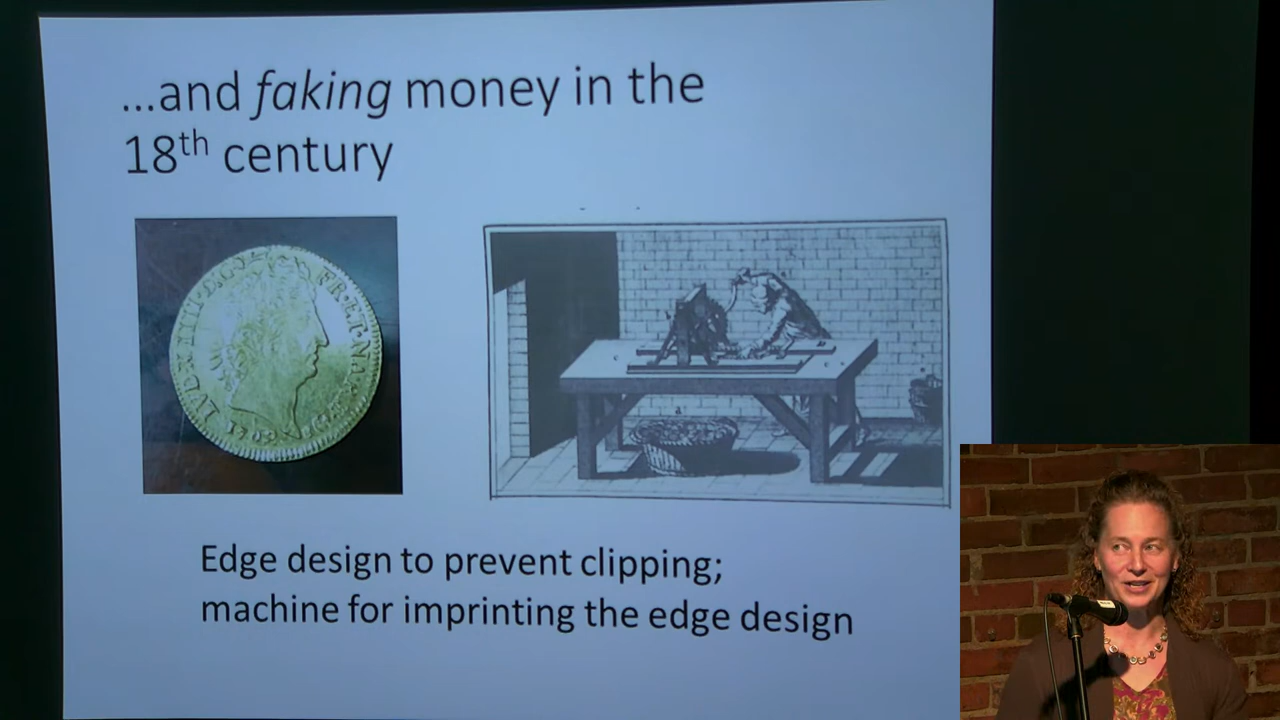 ...and faking money in the
18th century
Edge design to prevent clipping;
machine for imprinting the edge design